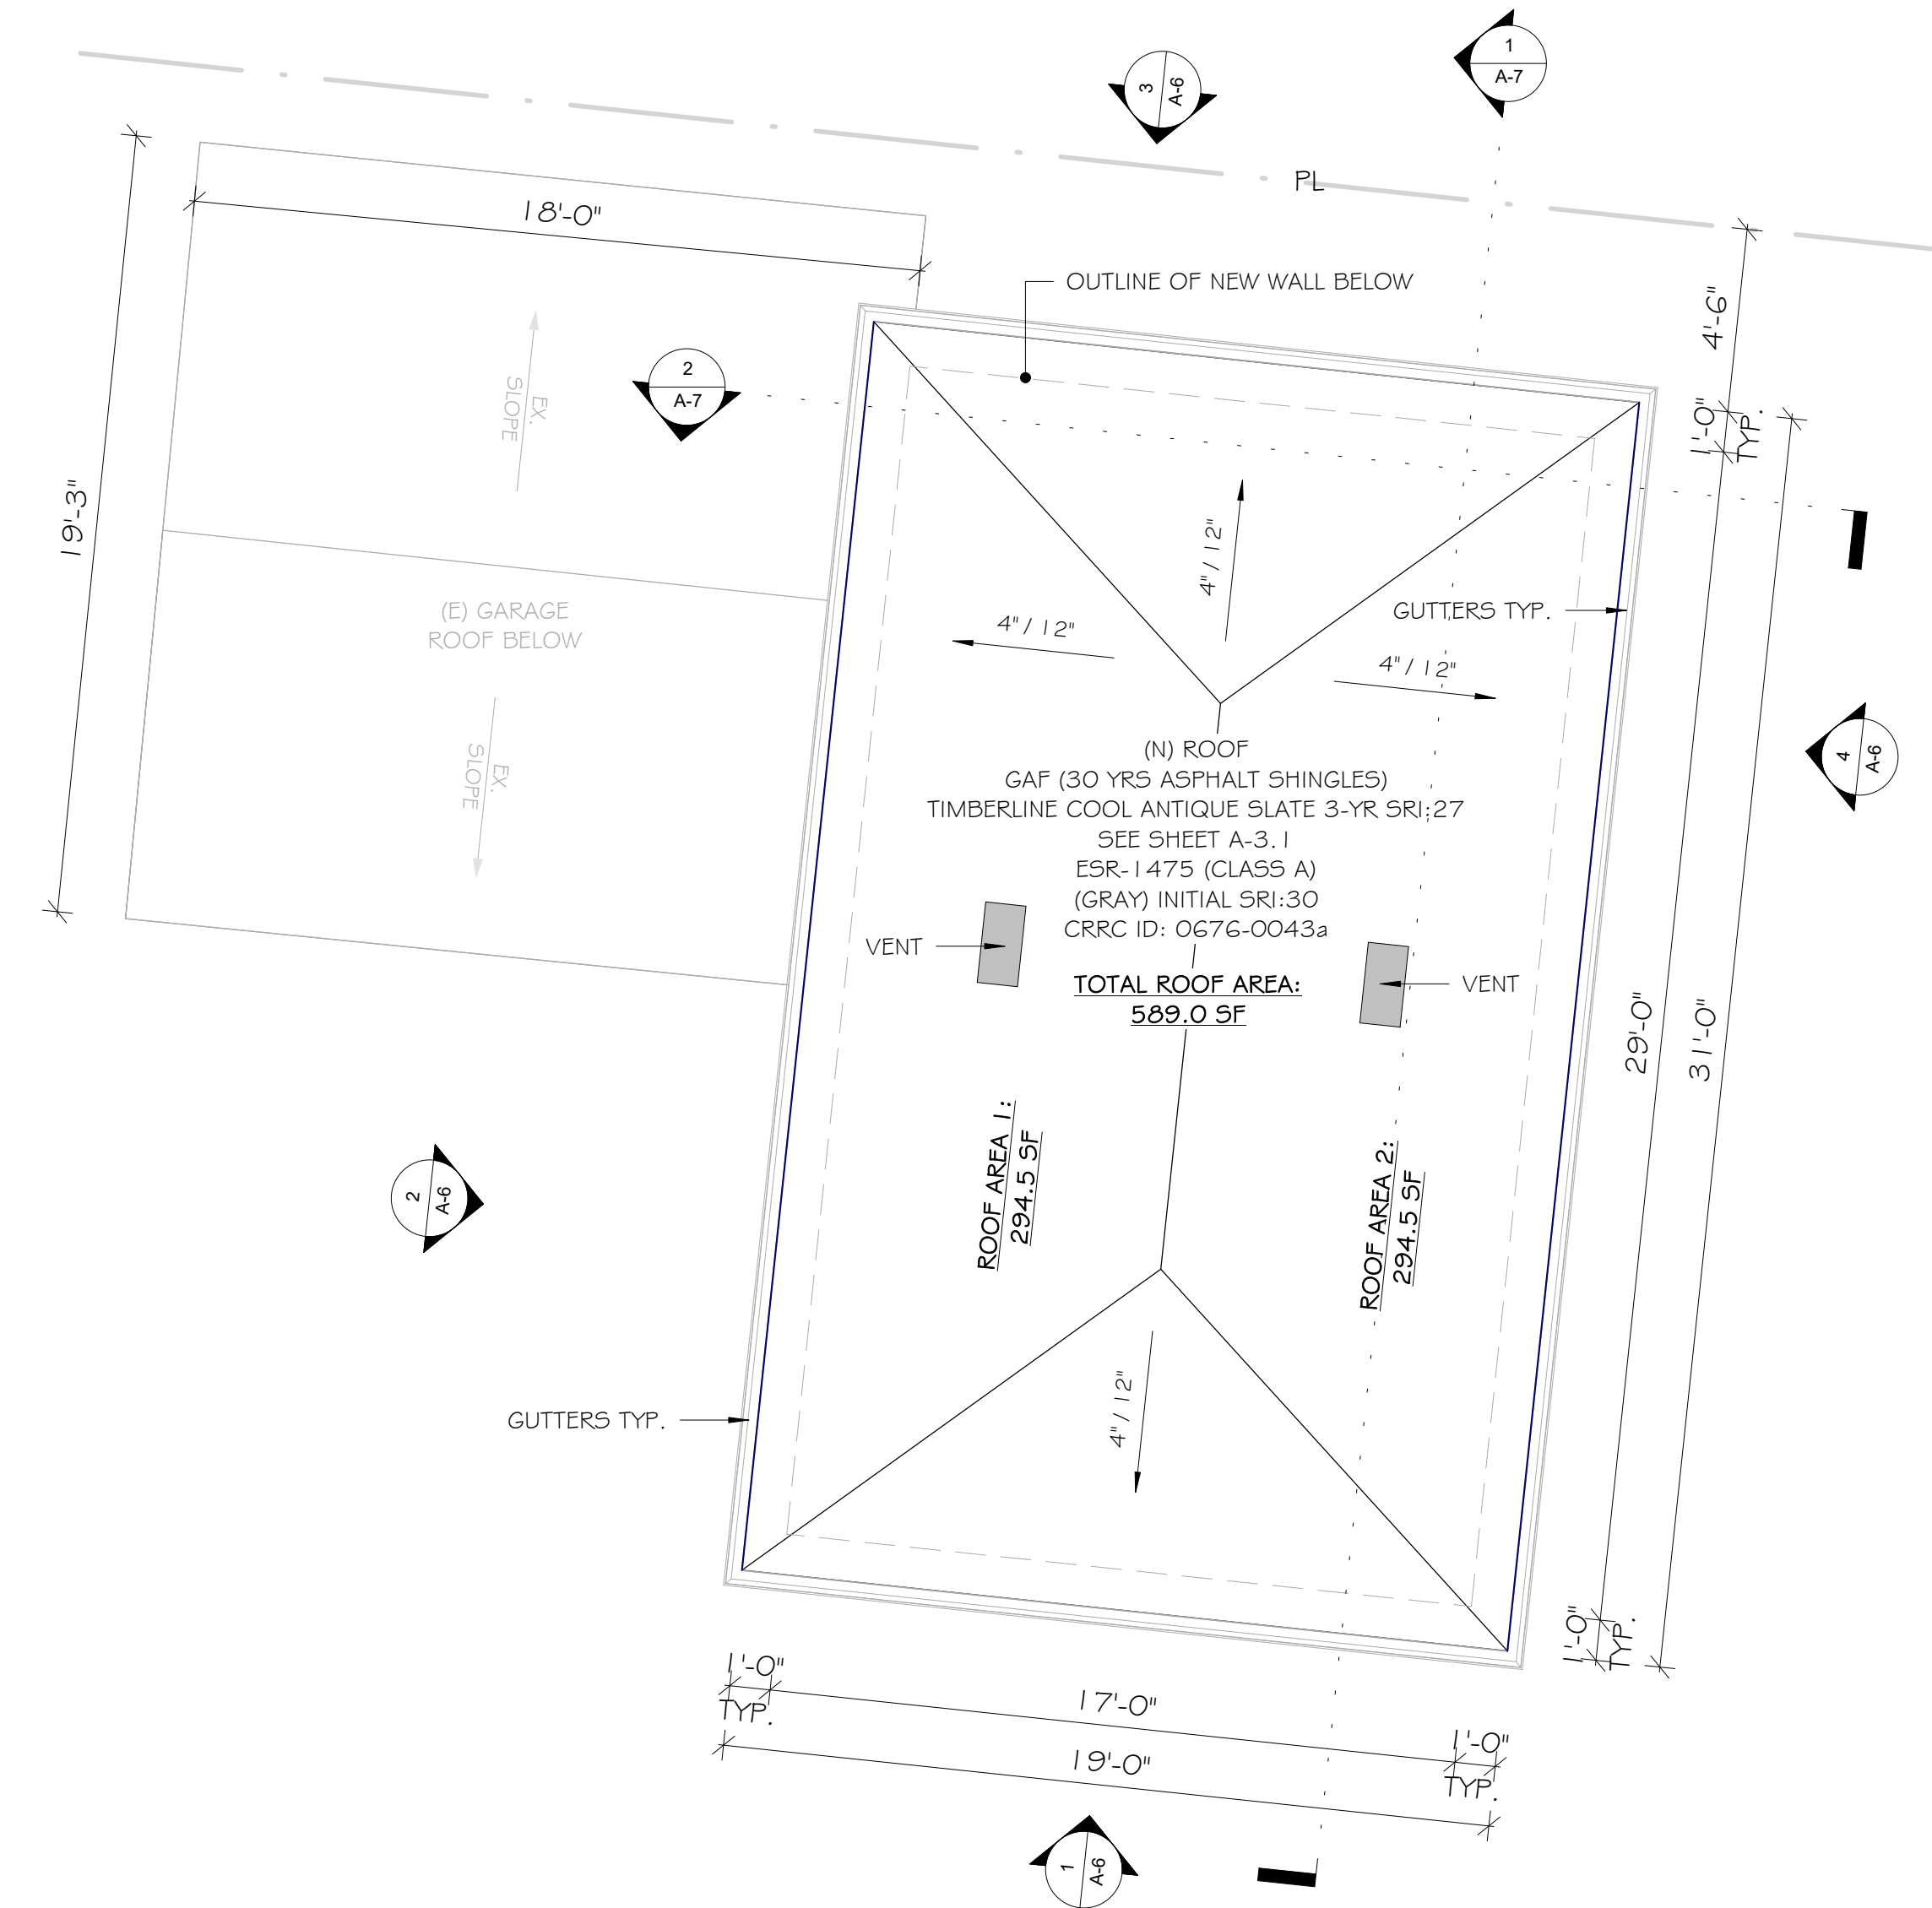 1
A-7
3
A-6
PL
18'-0"
OUTLINE OF NEW WALL BELOW
4'-6"
2
A-7
EX.
SLOPE
1'-0"
TYP.
19'-3"
4"/12"
(E) GARAGE
ROOF BELOW
GUTTERS TYP.
4"/12"
4"/12"
4
A-6
EX.
SLOPE
(N) ROOF
GAF (30 YRS ASPHALT SHINGLES)
TIMBERLINE COOL ANTIQUE SLATE 3-YR SRI:27
SEE SHEET A-3.1
ESR-1475 (CLASS A)
(GRAY) INITIAL SRI:30
CRRC ID: 0676-0043a
VENT
VENT
TOTAL ROOF AREA:
589.0 SF
29'-0"
31'-0"
ROOF AREA 1:
294.5 SF
ROOF AREA 2:
294.5 SF
2
A-6
4"/12"
GUTTERS TYP.
1'-0"
TYP.
1'-0"
TYP.
17'-0"
1'-0"
TYP.
19'-0"
1
A-6